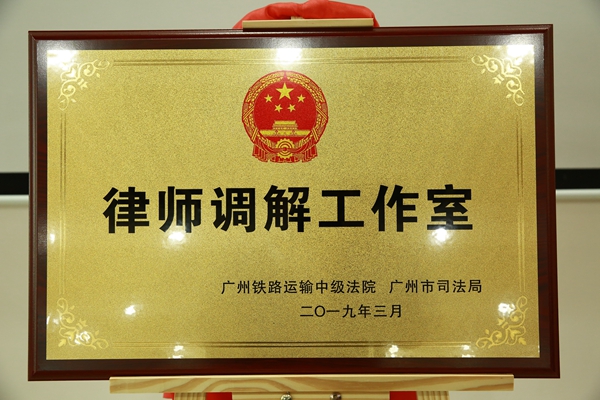 律师调解工作室
广州铁路运输中级法院 广州市司法局
二〇一九年三月